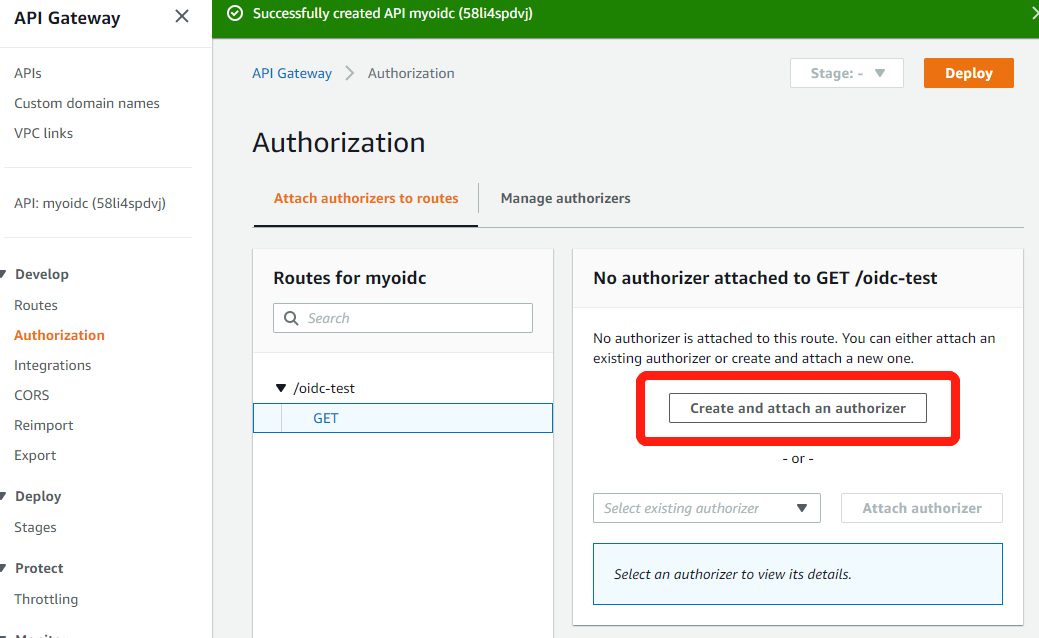 API Gateway
Successfully created API myoidc (58li4spdvj)
APIs
Custom domain names
VPC links
API: myoidc (58li4spdvj)
Develop
Routes
Authorization
Integrations
CORS
Reimport
Export
Deploy
Stages
Protect
Throttling
API Gateway > Authorization
Stage: -
Deploy
Authorization
Attach authorizers to routes
Manage authorizers
Routes for myoidc
Search
/oidc-test
GET
No authorizer attached to GET /oidc-test
No authorizer is attached to this route. You can either attach an
existing authorizer or create and attach a new one.
Create and attach an authorizer
- or -
Select existing authorizer
Attach authorizer
Select an authorizer to view its details.